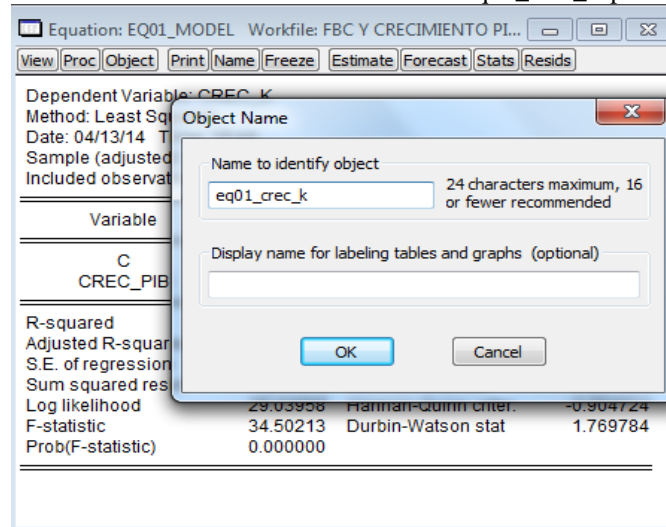 Equation: EQ01_MODEL Workfile: FBC Y CRECIMIENTO PI...
View Proc Object Print Name Freeze Estimate Forecast Stats Resids
Dependent Variable: CREC_K
Method: Least Sq
Date: 04/13/14 T
Sample (adjusted
Included observat
Variable
C
CREC_PIB
R-squared
Adjusted R-squar
S.E. of regression
Sum squared res
Log likelihood 29.03958 Hannan-Quinn criter. -0.904724
F-statistic 34.50213 Durbin-Watson stat 1.769784
Prob(F-statistic) 0.000000
Object Name
Name to identify object
eq01_crec_k
24 characters maximum, 16
or fewer recommended
Display name for labeling tables and graphs (optional)
OK Cancel